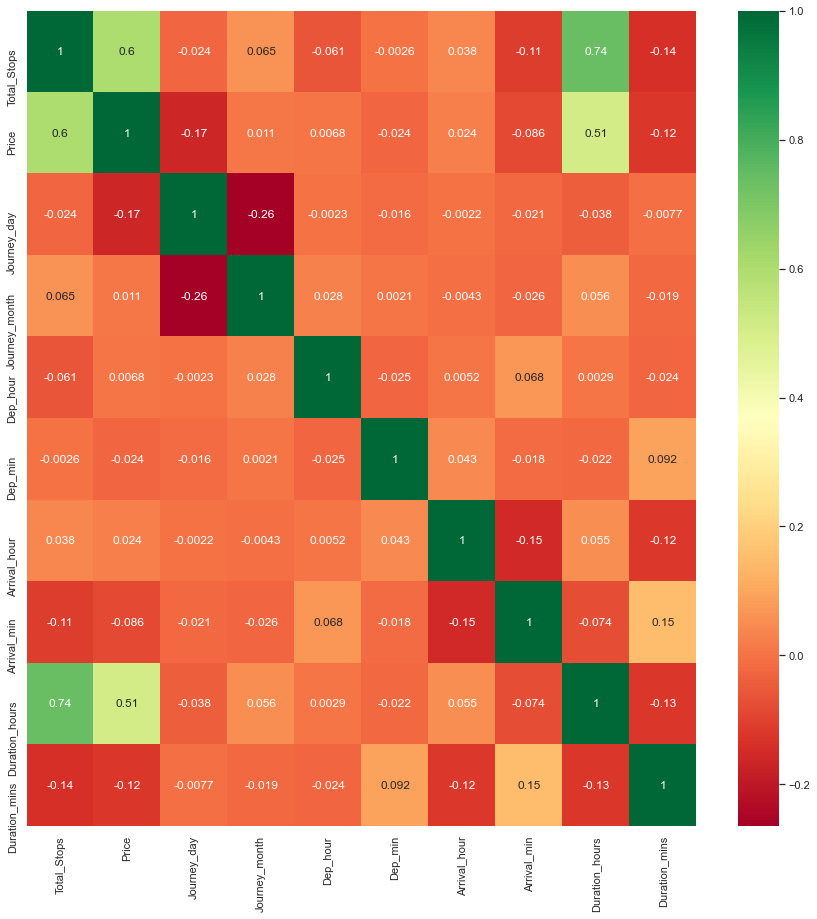 Total_Stops 1 0.6 -0.024 0.065 -0.061 -0.0026 0.038 -0.11 0.74 -0.14
Price 0.6 1 -0.17 0.011 0.0068 -0.024 0.024 -0.086 0.51 -0.12
Journey_day -0.024 -0.17 1 -0.26 -0.0023 -0.016 -0.0022 -0.021 -0.038 -0.0077
Journey_month 0.065 0.011 -0.26 1 0.028 0.0021 -0.0043 -0.026 0.056 -0.019
Dep_hour -0.061 0.0068 -0.0023 0.028 1 -0.025 0.0052 0.068 0.0029 -0.024
Dep_min -0.0026 -0.024 -0.016 0.0021 -0.025 1 0.043 -0.018 -0.022 0.092
Arrival_hour 0.038 0.024 -0.0022 -0.0043 0.0052 0.043 1 -0.15 0.055 -0.12
Arrival_min -0.11 -0.086 -0.021 -0.026 0.068 -0.018 -0.15 1 -0.074 0.15
Duration_hours 0.74 0.51 -0.038 0.056 0.0029 -0.022 0.055 -0.074 1 -0.13
Duration_mins -0.14 -0.12 -0.0077 -0.019 -0.024 0.092 -0.12 0.15 -0.13 1
Total_Stops Price Journey_day Journey_month Dep_hour Dep_min Arrival_hour Arrival_min Duration_hours Duration_mins
1.0
0.8
0.6
0.4
0.2
0.0
−0.2